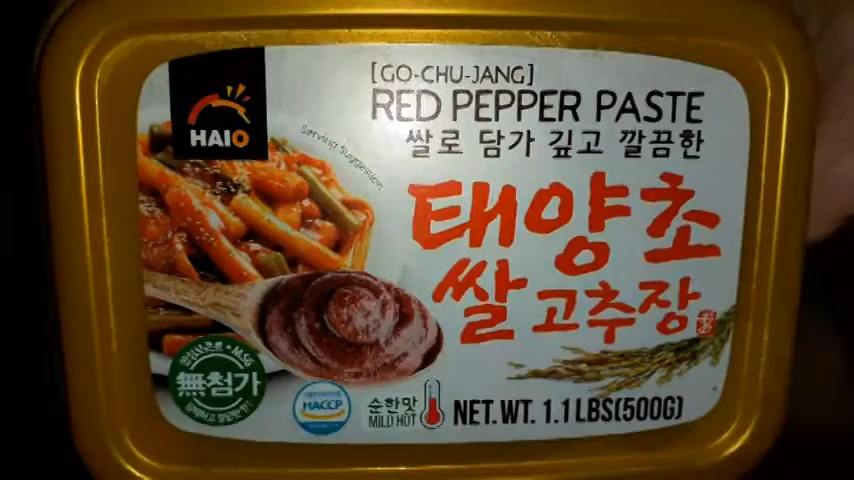 [GO-CHU-JANG]
RED PEPPER PASTE
쌀로 담가 깊고 깔끔한
태양초
쌀 고추장
HAIO
Serving Suggestion
無첨가
HACCP
순한맛
MILD HOT
NET. WT. 1.1 LBS(500G)